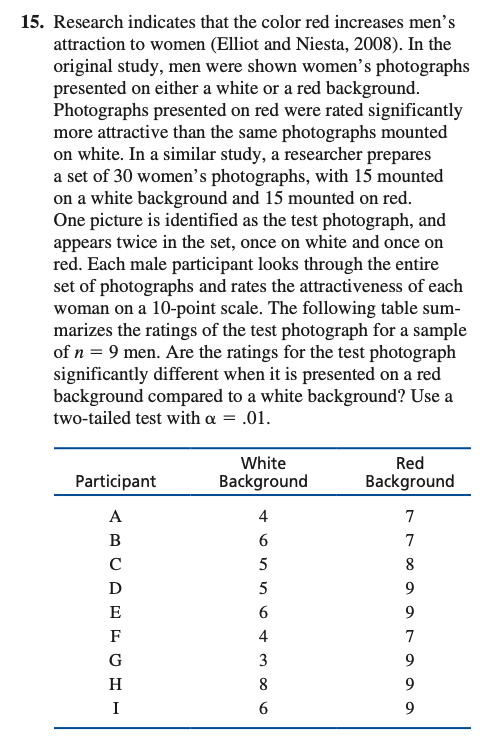 15. Research indicates that the color red increases men's
attraction to women (Elliot and Niesta, 2008). In the
original study, men were shown women's photographs
presented on either a white or a red background.
Photographs presented on red were rated significantly
more attractive than the same photographs mounted
on white. In a similar study, a researcher prepares
a set of 30 women's photographs, with 15 mounted
on a white background and 15 mounted on red.
One picture is identified as the test photograph, and
appears twice in the set, once on white and once on
red. Each male participant looks through the entire
set of photographs and rates the attractiveness of each
woman on a 10-point scale. The following table sum-
marizes the ratings of the test photograph for a sample
of n = 9 men. Are the ratings for the test photograph
significantly different when it is presented on a red
background compared to a white background? Use a
two-tailed test with α = .01.
White Red
Participant Background Background
A 4 7
B 6 7
C 5 8
D 5 9
E 6 9
F 4 7
G 3 9
H 8 9
I 6 9